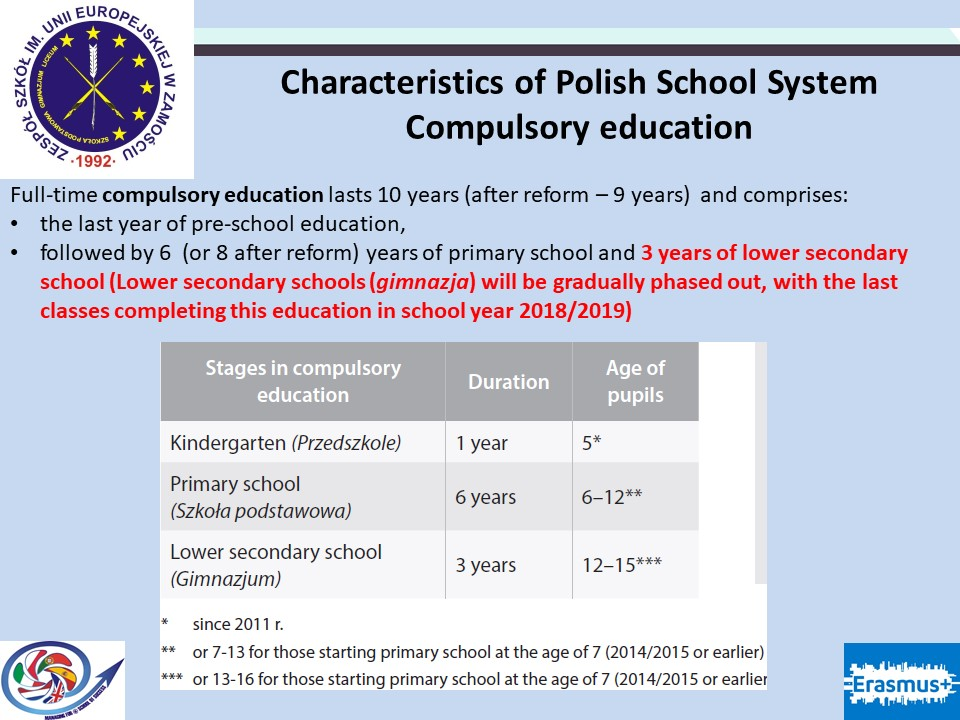 ZESPÓŁ SZKÓŁ IM. UNII EUROPEJSKIEJ W ZAMOŚCIU
SZKOŁA PODSTAWOWA GIMNAZJUM LICEUM
·1992·
Characteristics of Polish School System
Compulsory education
Full-time compulsory education lasts 10 years (after reform – 9 years) and comprises:
• the last year of pre-school education,
• followed by 6 (or 8 after reform) years of primary school and 3 years of lower secondary
school (Lower secondary schools (gimnazja) will be gradually phased out, with the last
classes completing this education in school year 2018/2019)
Stages in compulsory education Duration Age of pupils
Kindergarten (Przedszkole) 1 year 5*
Primary school (Szkoła podstawowa) 6 years 6–12**
Lower secondary school (Gimnazjum) 3 years 12–15***
* since 2011 r.
** or 7-13 for those starting primary school at the age of 7 (2014/2015 or earlier)
*** or 13-16 for those starting primary school at the age of 7 (2014/2015 or earlier
Erasmus+